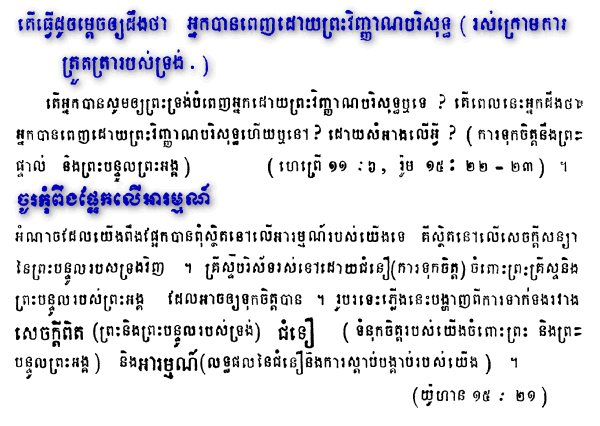 តើធ្វើដូចម្ដេចឲ្យដឹងថា អ្នកបានពេញដោយព្រះវិញ្ញាណបរិសុទ្ធ ( រស់ក្រោមការ
ត្រួតត្រារបស់ទ្រង់ . )
តើអ្នកបានសូមឲ្យព្រះទ្រង់បំពេញអ្នកដោយព្រះវិញ្ញាណបរិសុទ្ធឬទេ ? តើពេលនេះអ្នកដឹងថា
អ្នកបានពេញដោយព្រះវិញ្ញាណបរិសុទ្ធហើយឬនៅ ? ដោយសំអាងលើអ្វី ? ( ការទុកចិត្តនឹងព្រះ
ផ្ទាល់ និងព្រះបន្ទូលព្រះអង្គ ) ( ហេព្រើ ១១ : ៦ , រ៉ូម ១៥: ២២ - ២៣ ) ។
ចូរកុំពឹងផ្អែកលើអារម្មណ៍
អំណាចដែលយើងពឹងផ្អែកបានពុំស្ថិតនៅលើអារម្មណ៍របស់យើងទេ គឺស្ថិតនៅលើសេចក្ដីសន្យា
នៃព្រះបន្ទូលរបស់ទ្រង់វិញ ។ គ្រីស្ទបរិស័ទរស់នៅដោយជំនឿ(ការទុកចិត្ត) ចំពោះព្រះគ្រីស្ទនិង
ព្រះបន្ទូលរបស់ព្រះអង្គ ដែលអាចឲ្យទុកចិត្តបាន ។ រូបរទេះភ្លើងនេះបង្ហាញពីការទាក់ទងរវាង
សេចក្ដីពិត (ព្រះនិងព្រះបន្ទូលរបស់ទ្រង់) ជំនឿ ( ទំនុកចិត្តរបស់យើងចំពោះព្រះ និងព្រះ
បន្ទូលព្រះអង្គ ) និងអារម្មណ៍(លទ្ធផលនៃជំនឿនិងការស្ដាប់បង្គាប់របស់យើង ) ។
(យ៉ូហាន ១៥ : ២១ )